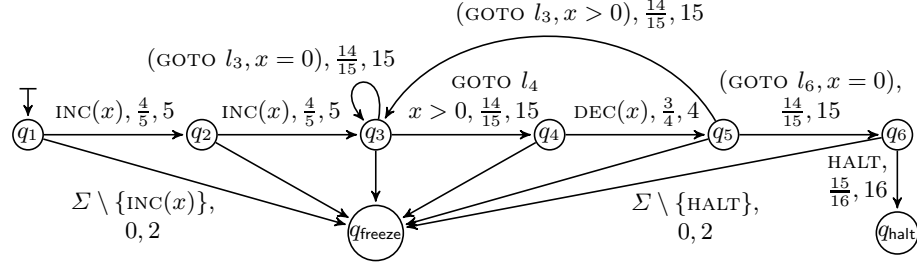 (GOTO l₃, x > 0), 14/15, 15
(GOTO l₃, x = 0), 14/15, 15
GOTO l₄
x > 0, 14/15, 15
(GOTO l₆, x = 0),
14/15, 15
INC(x), 4/5, 5
INC(x), 4/5, 5
DEC(x), 3/4, 4
q₁
q₂
q₃
q₄
q₅
q₆
HALT,
15/16, 16
Σ \ {INC(x)},
0, 2
Σ \ {HALT},
0, 2
q_freeze
q_halt